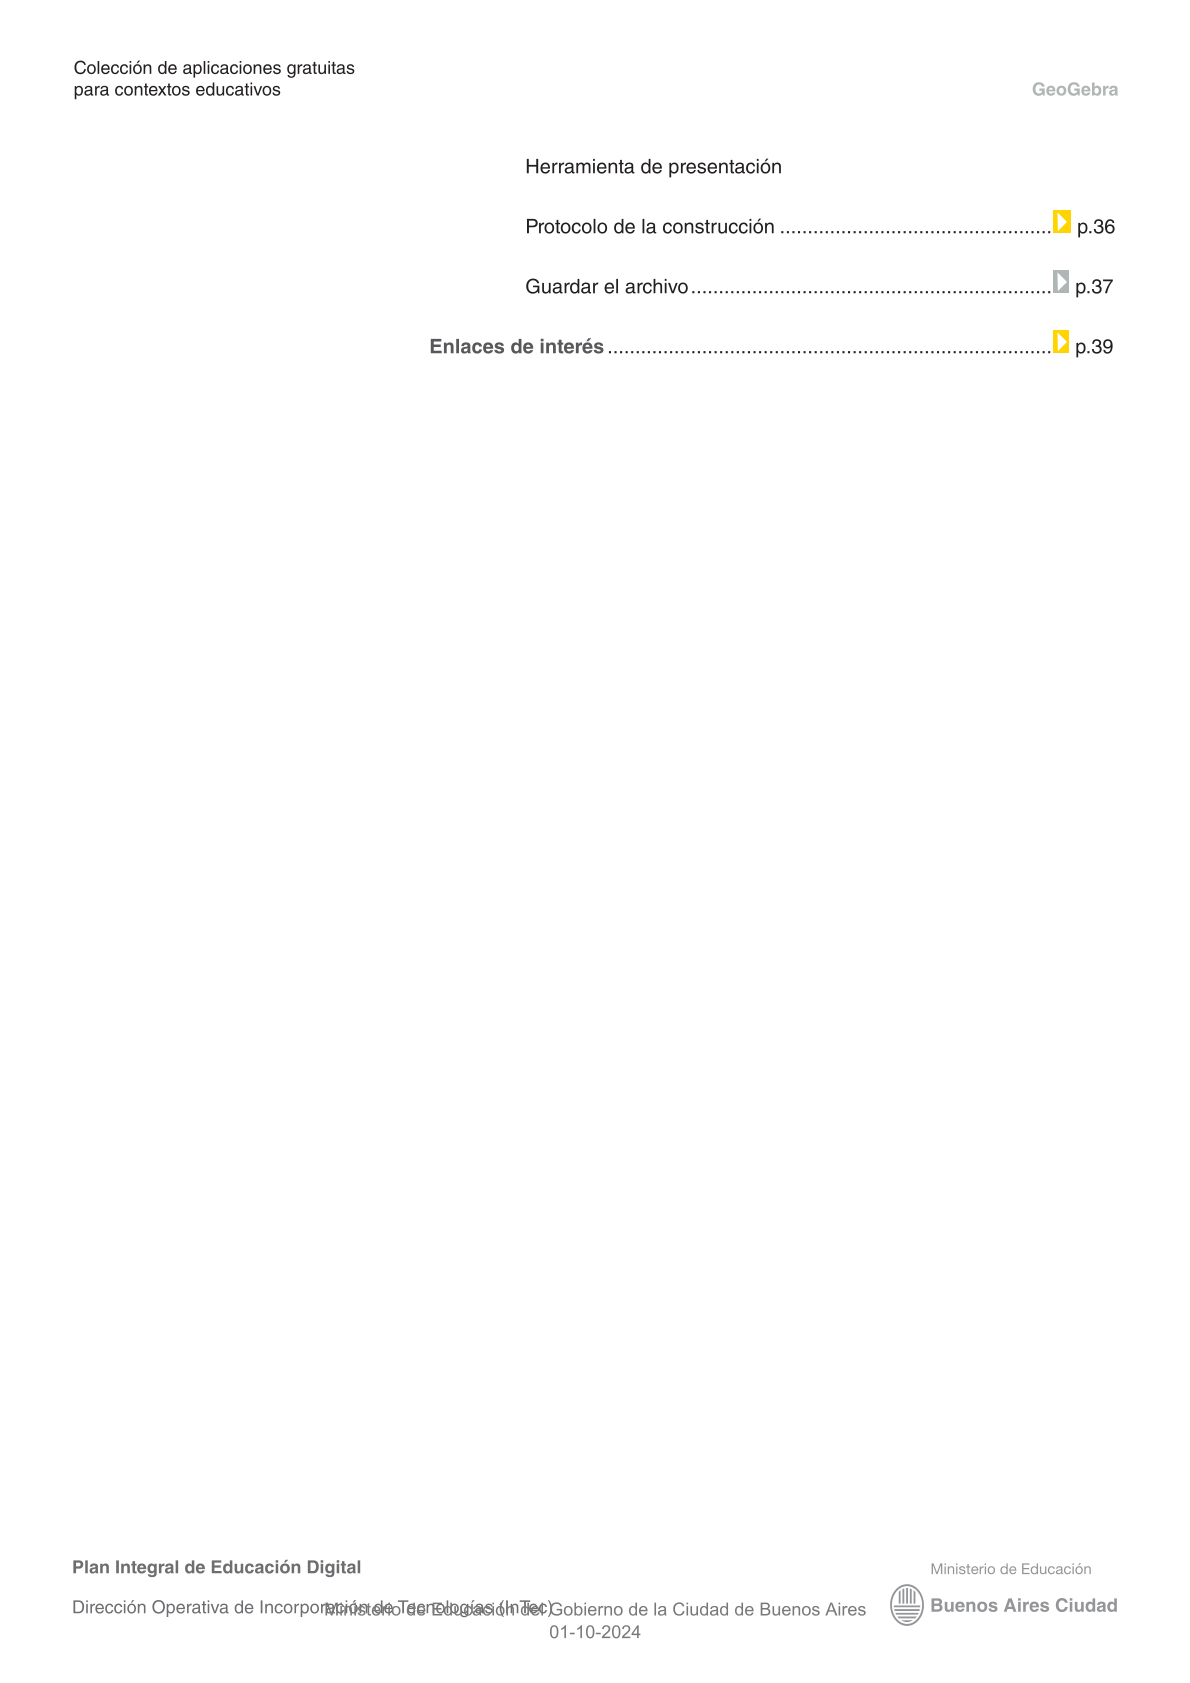 Colección de aplicaciones gratuitas
para contextos educativos
GeoGebra
Herramienta de presentación
Protocolo de la construcción ................................................. p.36
Guardar el archivo ................................................................. p.37
Enlaces de interés ................................................................................ p.39
Plan Integral de Educación Digital
Dirección Operativa de Incorporación de Tecnologías (InTec)
Ministerio de Educación del Gobierno de la Ciudad de Buenos Aires
01-10-2024
Ministerio de Educación
Buenos Aires Ciudad